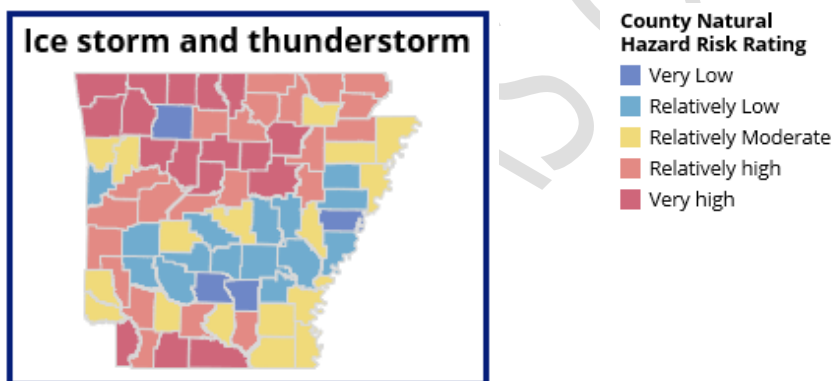 Ice storm and thunderstorm
County Natural
Hazard Risk Rating
Very Low
Relatively Low
Relatively Moderate
Relatively high
Very high